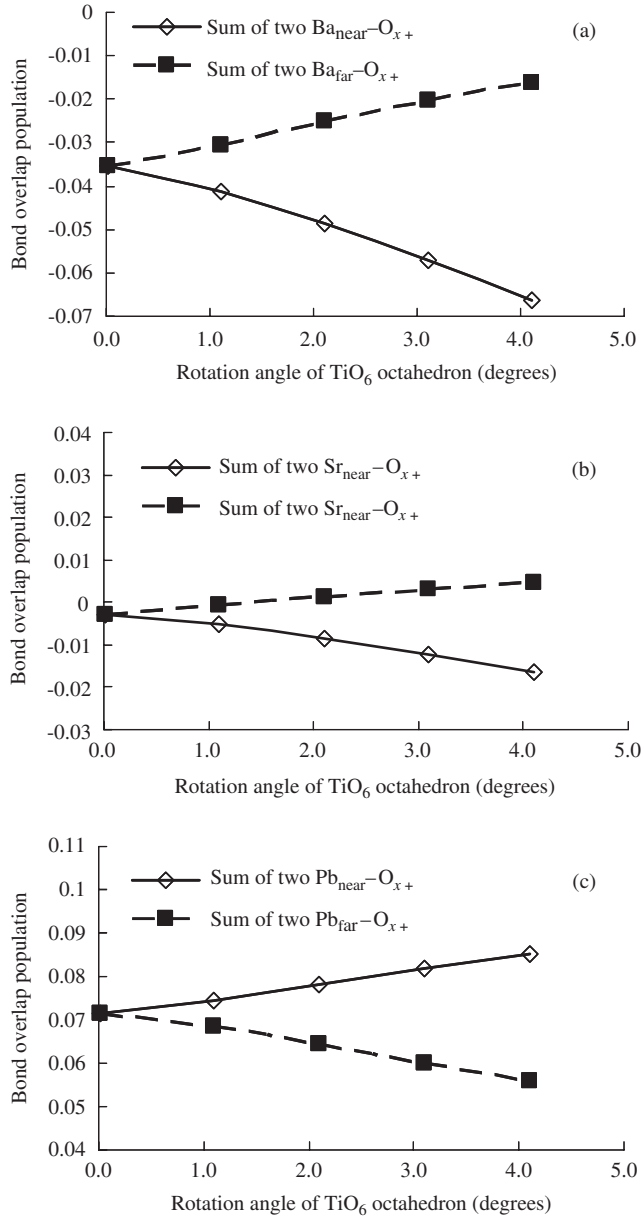 0
-0.01
-0.02
-0.03
-0.04
-0.05
-0.06
-0.07
Bond overlap population
Sum of two Ba_near–O_x+
Sum of two Ba_far–O_x+
(a)
0.0 1.0 2.0 3.0 4.0 5.0
Rotation angle of TiO₆ octahedron (degrees)
0.04
0.03
0.02
0.01
0
-0.01
-0.02
-0.03
Bond overlap population
Sum of two Sr_near–O_x+
Sum of two Sr_near–O_x+
(b)
0.0 1.0 2.0 3.0 4.0 5.0
Rotation angle of TiO₆ octahedron (degrees)
0.11
0.1
0.09
0.08
0.07
0.06
0.05
0.04
Bond overlap population
Sum of two Pb_near–O_x+
Sum of two Pb_far–O_x+
(c)
0.0 1.0 2.0 3.0 4.0 5.0
Rotation angle of TiO₆ octahedron (degrees)